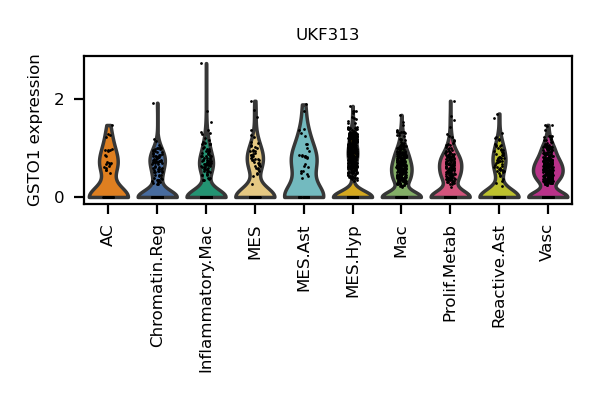 UKF313
GSTO1 expression
2
0
AC
Chromatin.Reg
Inflammatory.Mac
MES
MES.Ast
MES.Hyp
Mac
Prolif.Metab
Reactive.Ast
Vasc